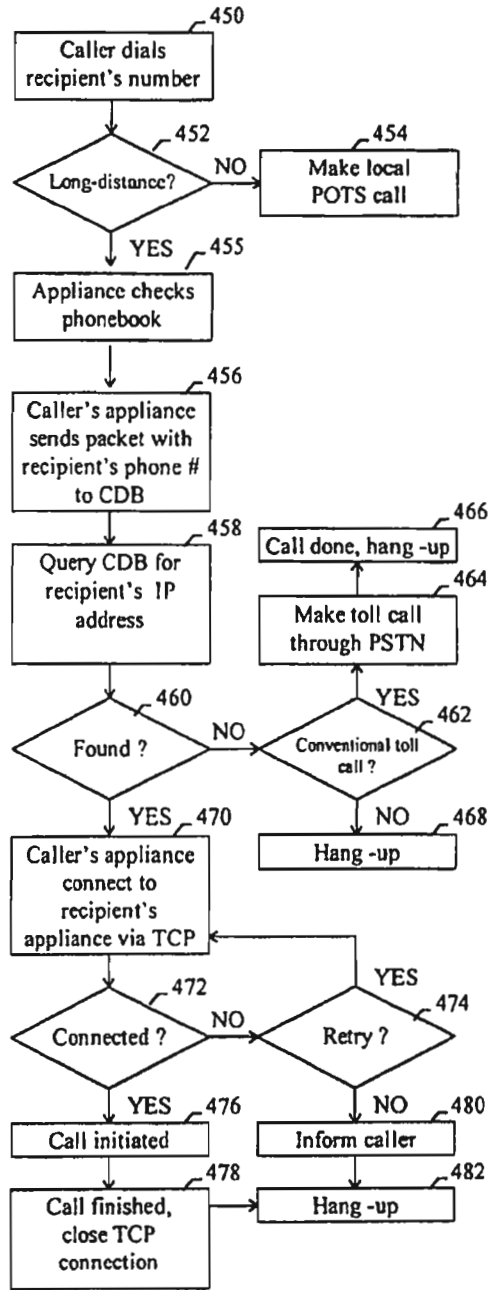 450
Caller dials
recipient's number
452
Long-distance?
NO
454
Make local
POTS call
YES
455
Appliance checks
phonebook
456
Caller's appliance
sends packet with
recipient's phone #
to CDB
458
Query CDB for
recipient's IP
address
466
Call done, hang -up
464
Make toll call
through PSTN
460
Found ?
NO
YES
462
Conventional toll
call ?
YES
470
NO
468
Hang -up
Caller's appliance
connect to
recipient's
appliance via TCP
472
Connected ?
NO
YES
474
Retry ?
YES
476
Call initiated
NO
480
Inform caller
478
Call finished,
close TCP
connection
482
Hang -up